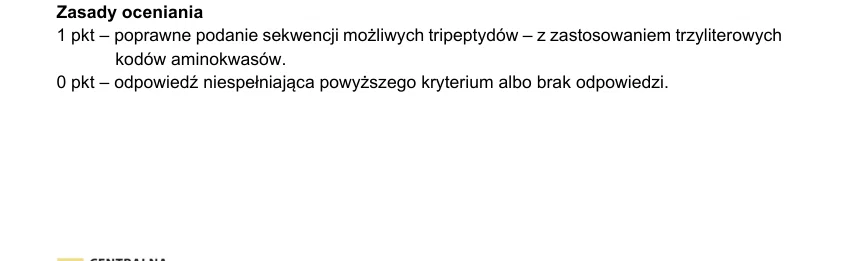 Zasady oceniania
1 pkt – poprawne podanie sekwencji możliwych tripeptydów – z zastosowaniem trzyliterowych
kodów aminokwasów.
0 pkt – odpowiedź niespełniająca powyższego kryterium albo brak odpowiedzi.
CENTRALNA